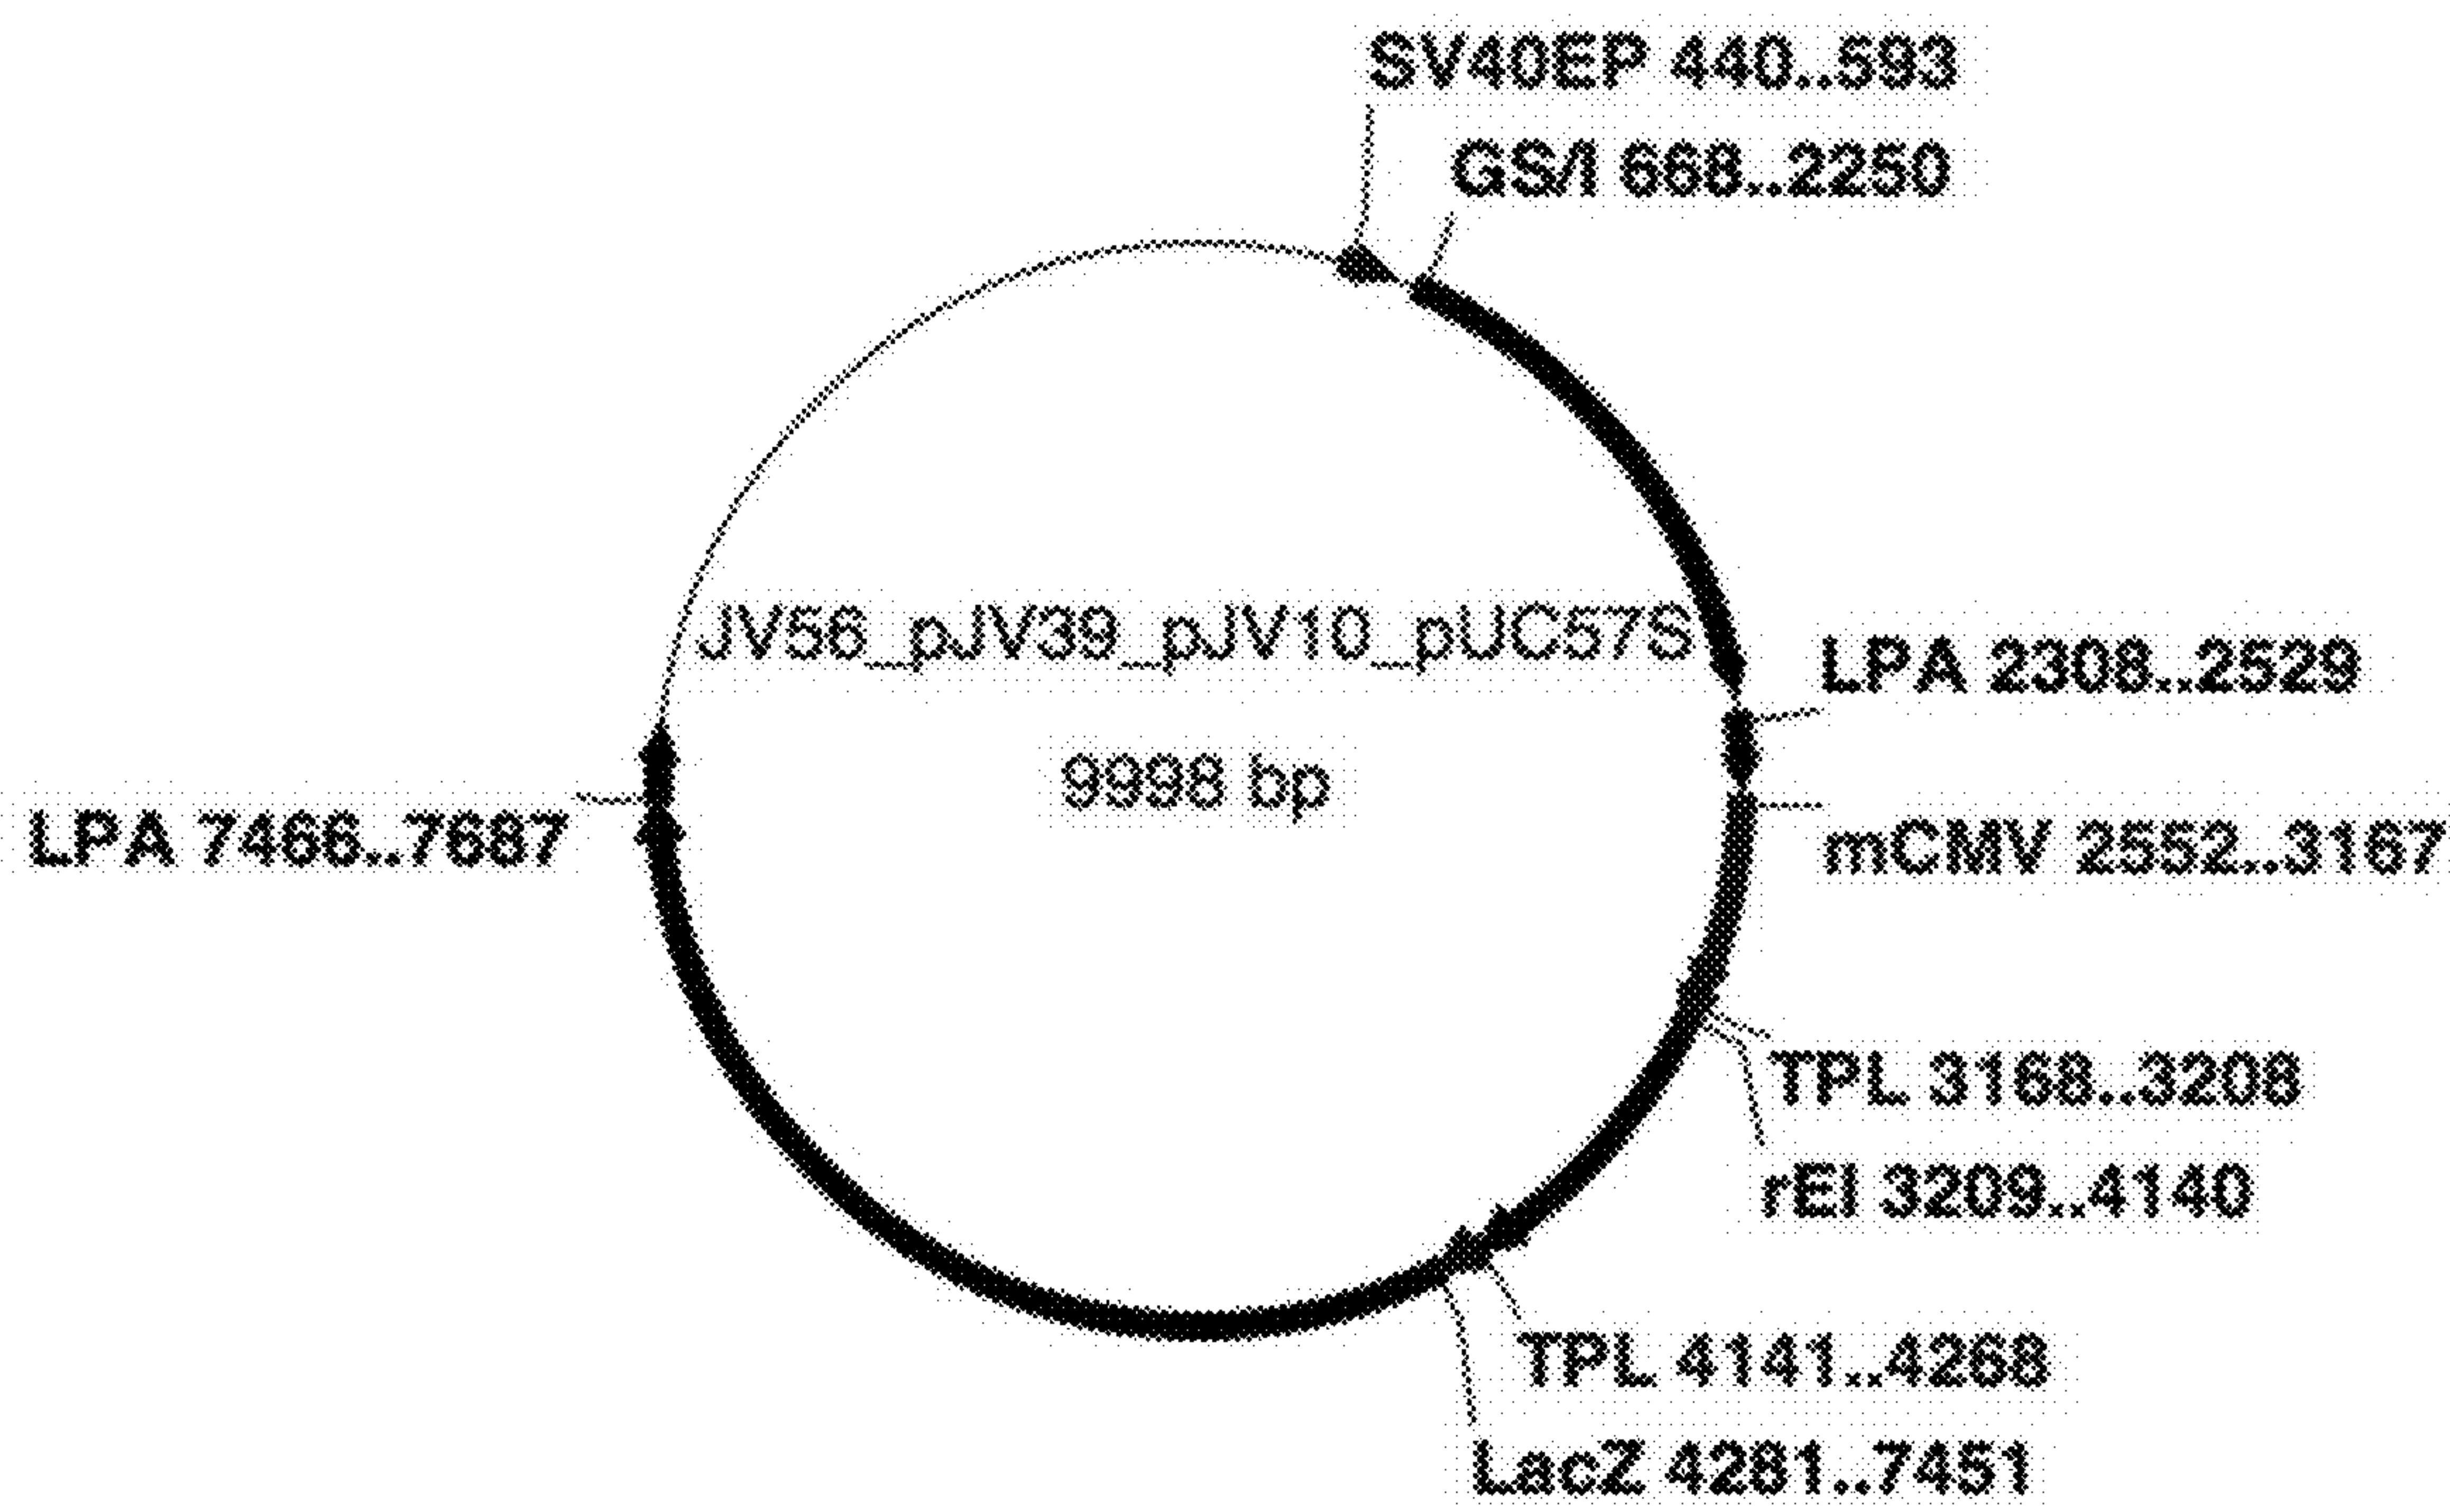 SV40EP 440..593
GS/I 668..2250
JV56_pJV39_pJV10_pUC57S
9998 bp
LPA 2308..2529
mCMV 2552..3167
LPA 7466..7687
TPL 3168..3208
rEI 3209..4140
TPL 4141..4268
LacZ 4281..7451